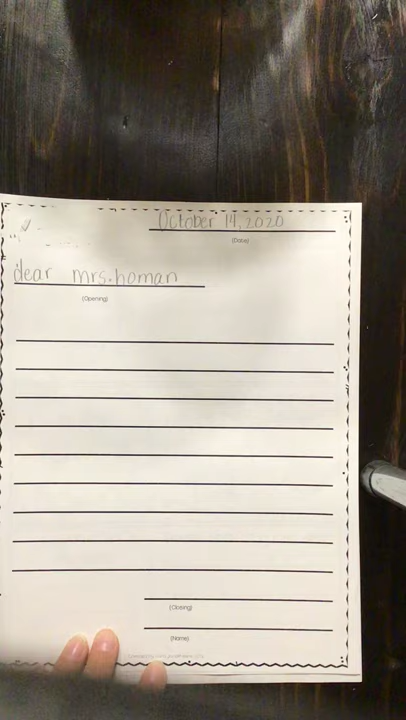 October 14, 2020
(Date)
dear mrs. homan
(Opening)
(Closing)
(Name)